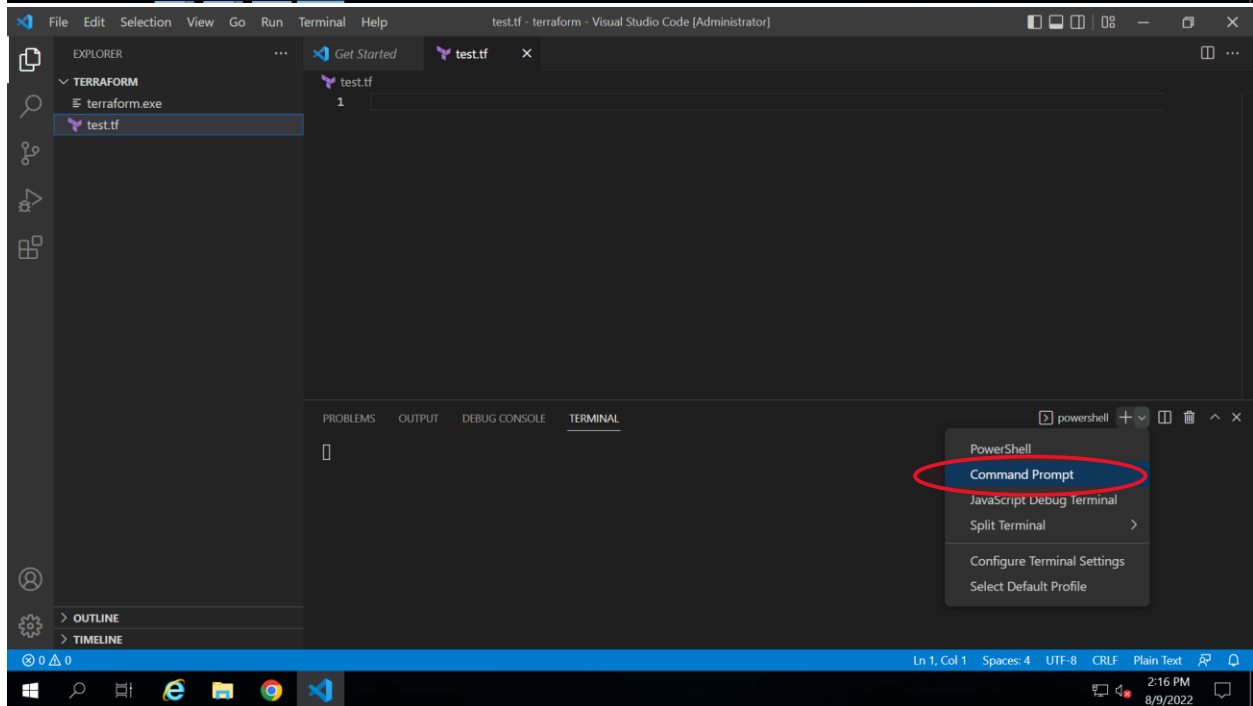 File Edit Selection View Go Run Terminal Help test.tf - terraform - Visual Studio Code [Administrator]
EXPLORER
Get Started test.tf
TERRAFORM
test.tf
terraform.exe
1
test.tf
PROBLEMS OUTPUT DEBUG CONSOLE TERMINAL powershell
PowerShell
Command Prompt
JavaScript Debug Terminal
Split Terminal
Configure Terminal Settings
Select Default Profile
OUTLINE
TIMELINE
0 0 Ln 1, Col 1 Spaces: 4 UTF-8 CRLF Plain Text
2:16 PM
8/9/2022